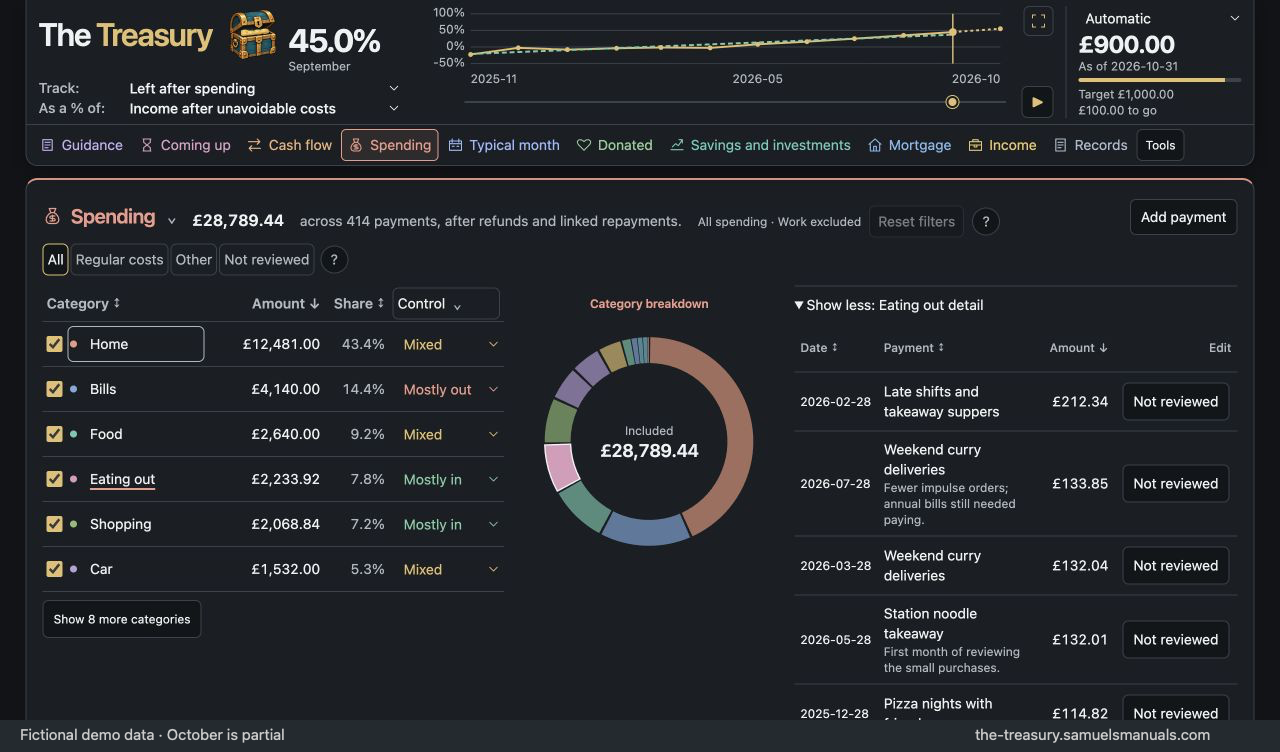 The Treasury
45.0%
September
Track: Left after spending
As a % of: Income after unavoidable costs
100%
50%
0%
-50%
2025-11 2026-05 2026-10
Automatic
£900.00
As of 2026-10-31
Target £1,000.00
£100.00 to go
Guidance Coming up Cash flow Spending Typical month Donated Savings and investments Mortgage Income Records Tools
Spending £28,789.44 across 414 payments, after refunds and linked repayments. All spending · Work excluded Reset filters ? Add payment
All Regular costs Other Not reviewed ?
Category ↕ Amount ↓ Share ↕ Control
Home £12,481.00 43.4% Mixed
Bills £4,140.00 14.4% Mostly out
Food £2,640.00 9.2% Mixed
Eating out £2,233.92 7.8% Mostly in
Shopping £2,068.84 7.2% Mostly in
Car £1,532.00 5.3% Mixed
Show 8 more categories
Category breakdown
Included
£28,789.44
▼Show less: Eating out detail
Date ↕ Payment ↕ Amount ↓ Edit
2026-02-28 Late shifts and
takeaway suppers £212.34 Not reviewed
2026-07-28 Weekend curry
deliveries £133.85 Not reviewed
Fewer impulse orders;
annual bills still needed
paying.
2026-03-28 Weekend curry
deliveries £132.04 Not reviewed
2026-05-28 Station noodle
takeaway £132.01 Not reviewed
First month of reviewing
the small purchases.
2025-12-28 Pizza nights with
£114.82 Not reviewed
Fictional demo data · October is partial
the-treasury.samuelsmanuals.com